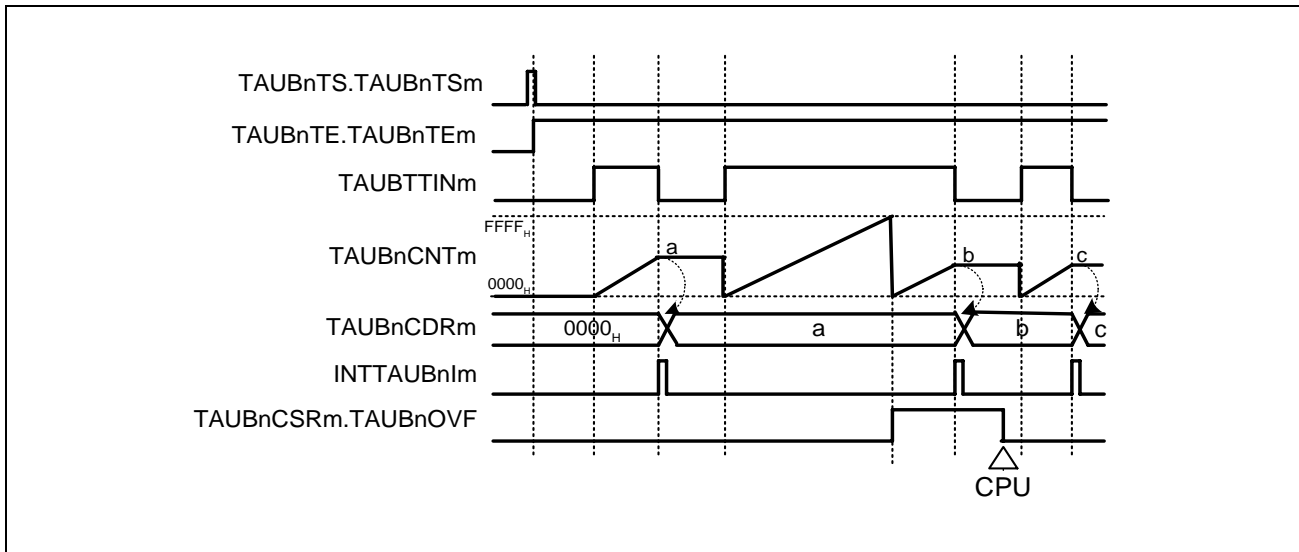 TAUBnTS.TAUBnTSm
TAUBnTE.TAUBnTEm
TAUBTTINm
FFFFH
TAUBnCNTm
a
b
c
0000H
TAUBnCDRm
0000H
a
b
c
INTTAUBnIm
TAUBnCSRm.TAUBnOVF
CPU